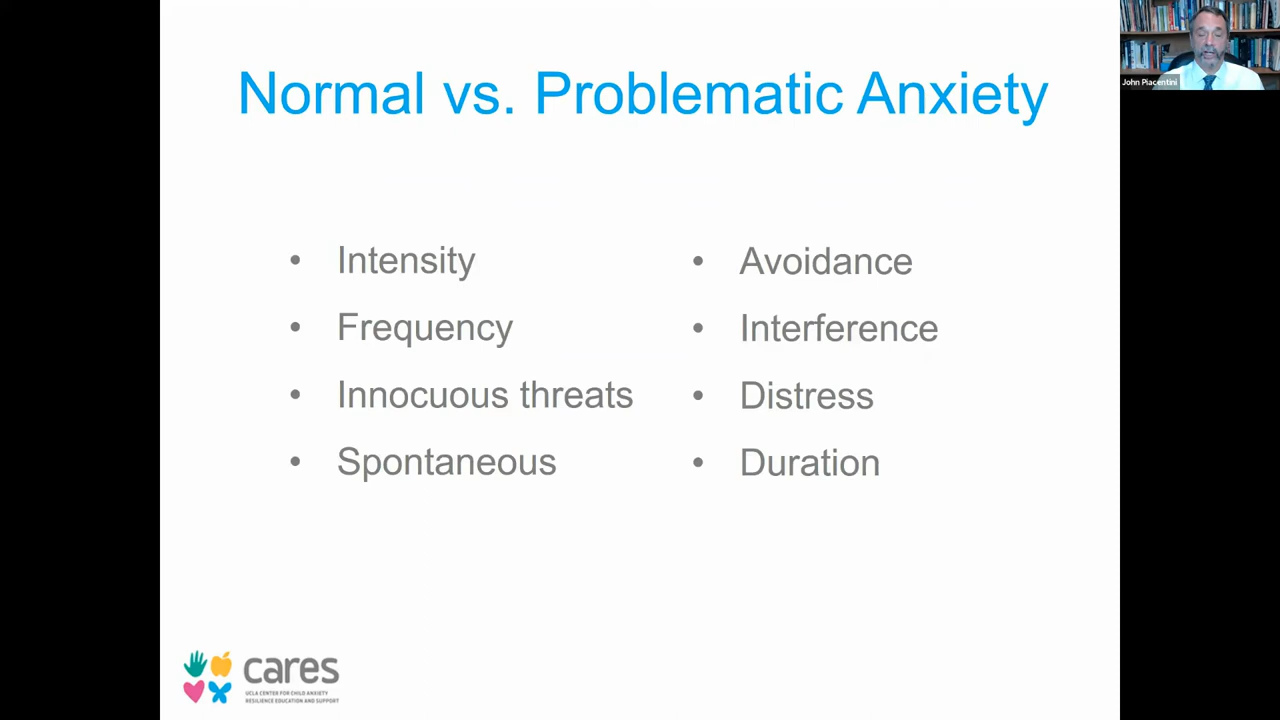 Normal vs. Problematic Anxiety
John Piacentini
• Intensity
• Frequency
• Innocuous threats
• Spontaneous
• Avoidance
• Interference
• Distress
• Duration
cares
UCLA CENTER FOR CHILD ANXIETY
RESILIENCE EDUCATION AND SUPPORT